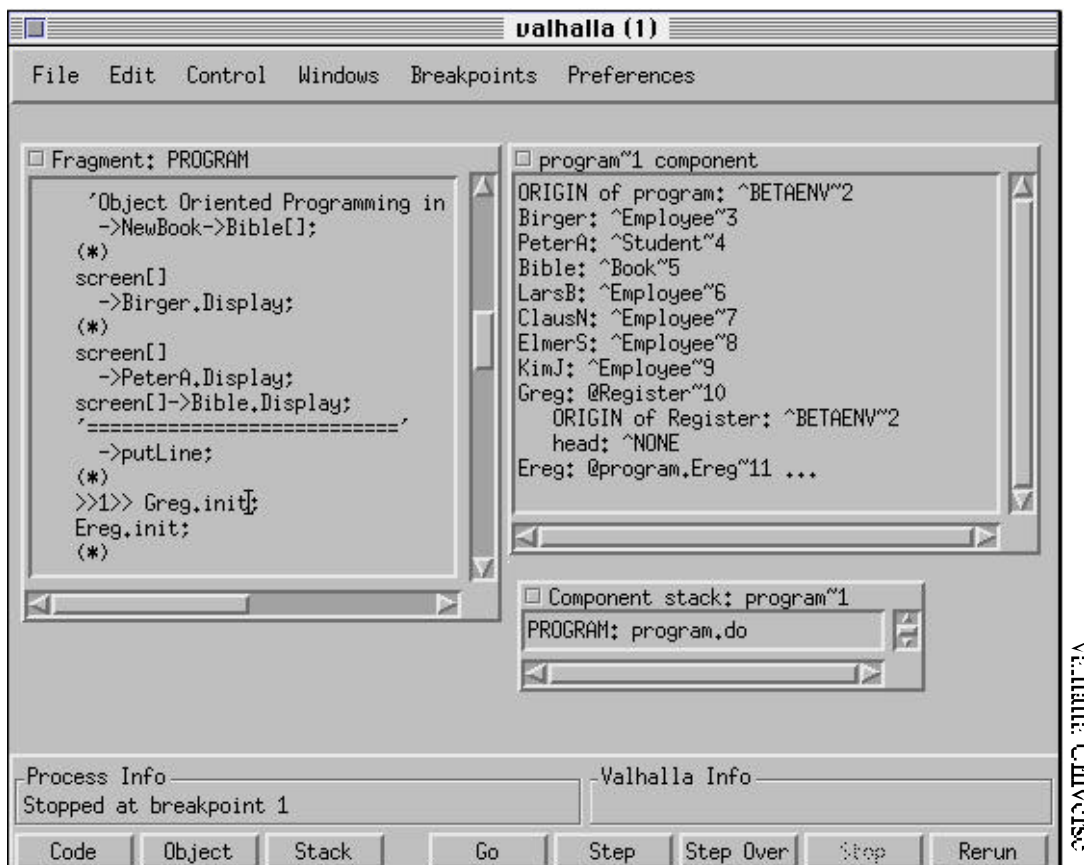 valhalla (1)
File Edit Control Windows Breakpoints Preferences
Fragment: PROGRAM
'Object Oriented Programming in
->NewBook->Bible[];
(*)
screen[]
->Birger.Display;
(*)
screen[]
->PeterA.Display;
screen[]->Bible.Display;
'==========================='
->putLine;
(*)
>>1>> Greg.init;
Ereg.init;
(*)
program~1 component
ORIGIN of program: ^BETAENV~2
Birger: ^Employee~3
PeterA: ^Student~4
Bible: ^Book~5
LarsB: ^Employee~6
ClausN: ^Employee~7
ElmerS: ^Employee~8
KimJ: ^Employee~9
Greg: @Register~10
ORIGIN of Register: ^BETAENV~2
head: ^NONE
Ereg: @program.Ereg~11 ...
Component stack: program~1
PROGRAM: program.do
Process Info
Stopped at breakpoint 1
Valhalla Info
Code Object Stack Go Step Step Over Stop Rerun